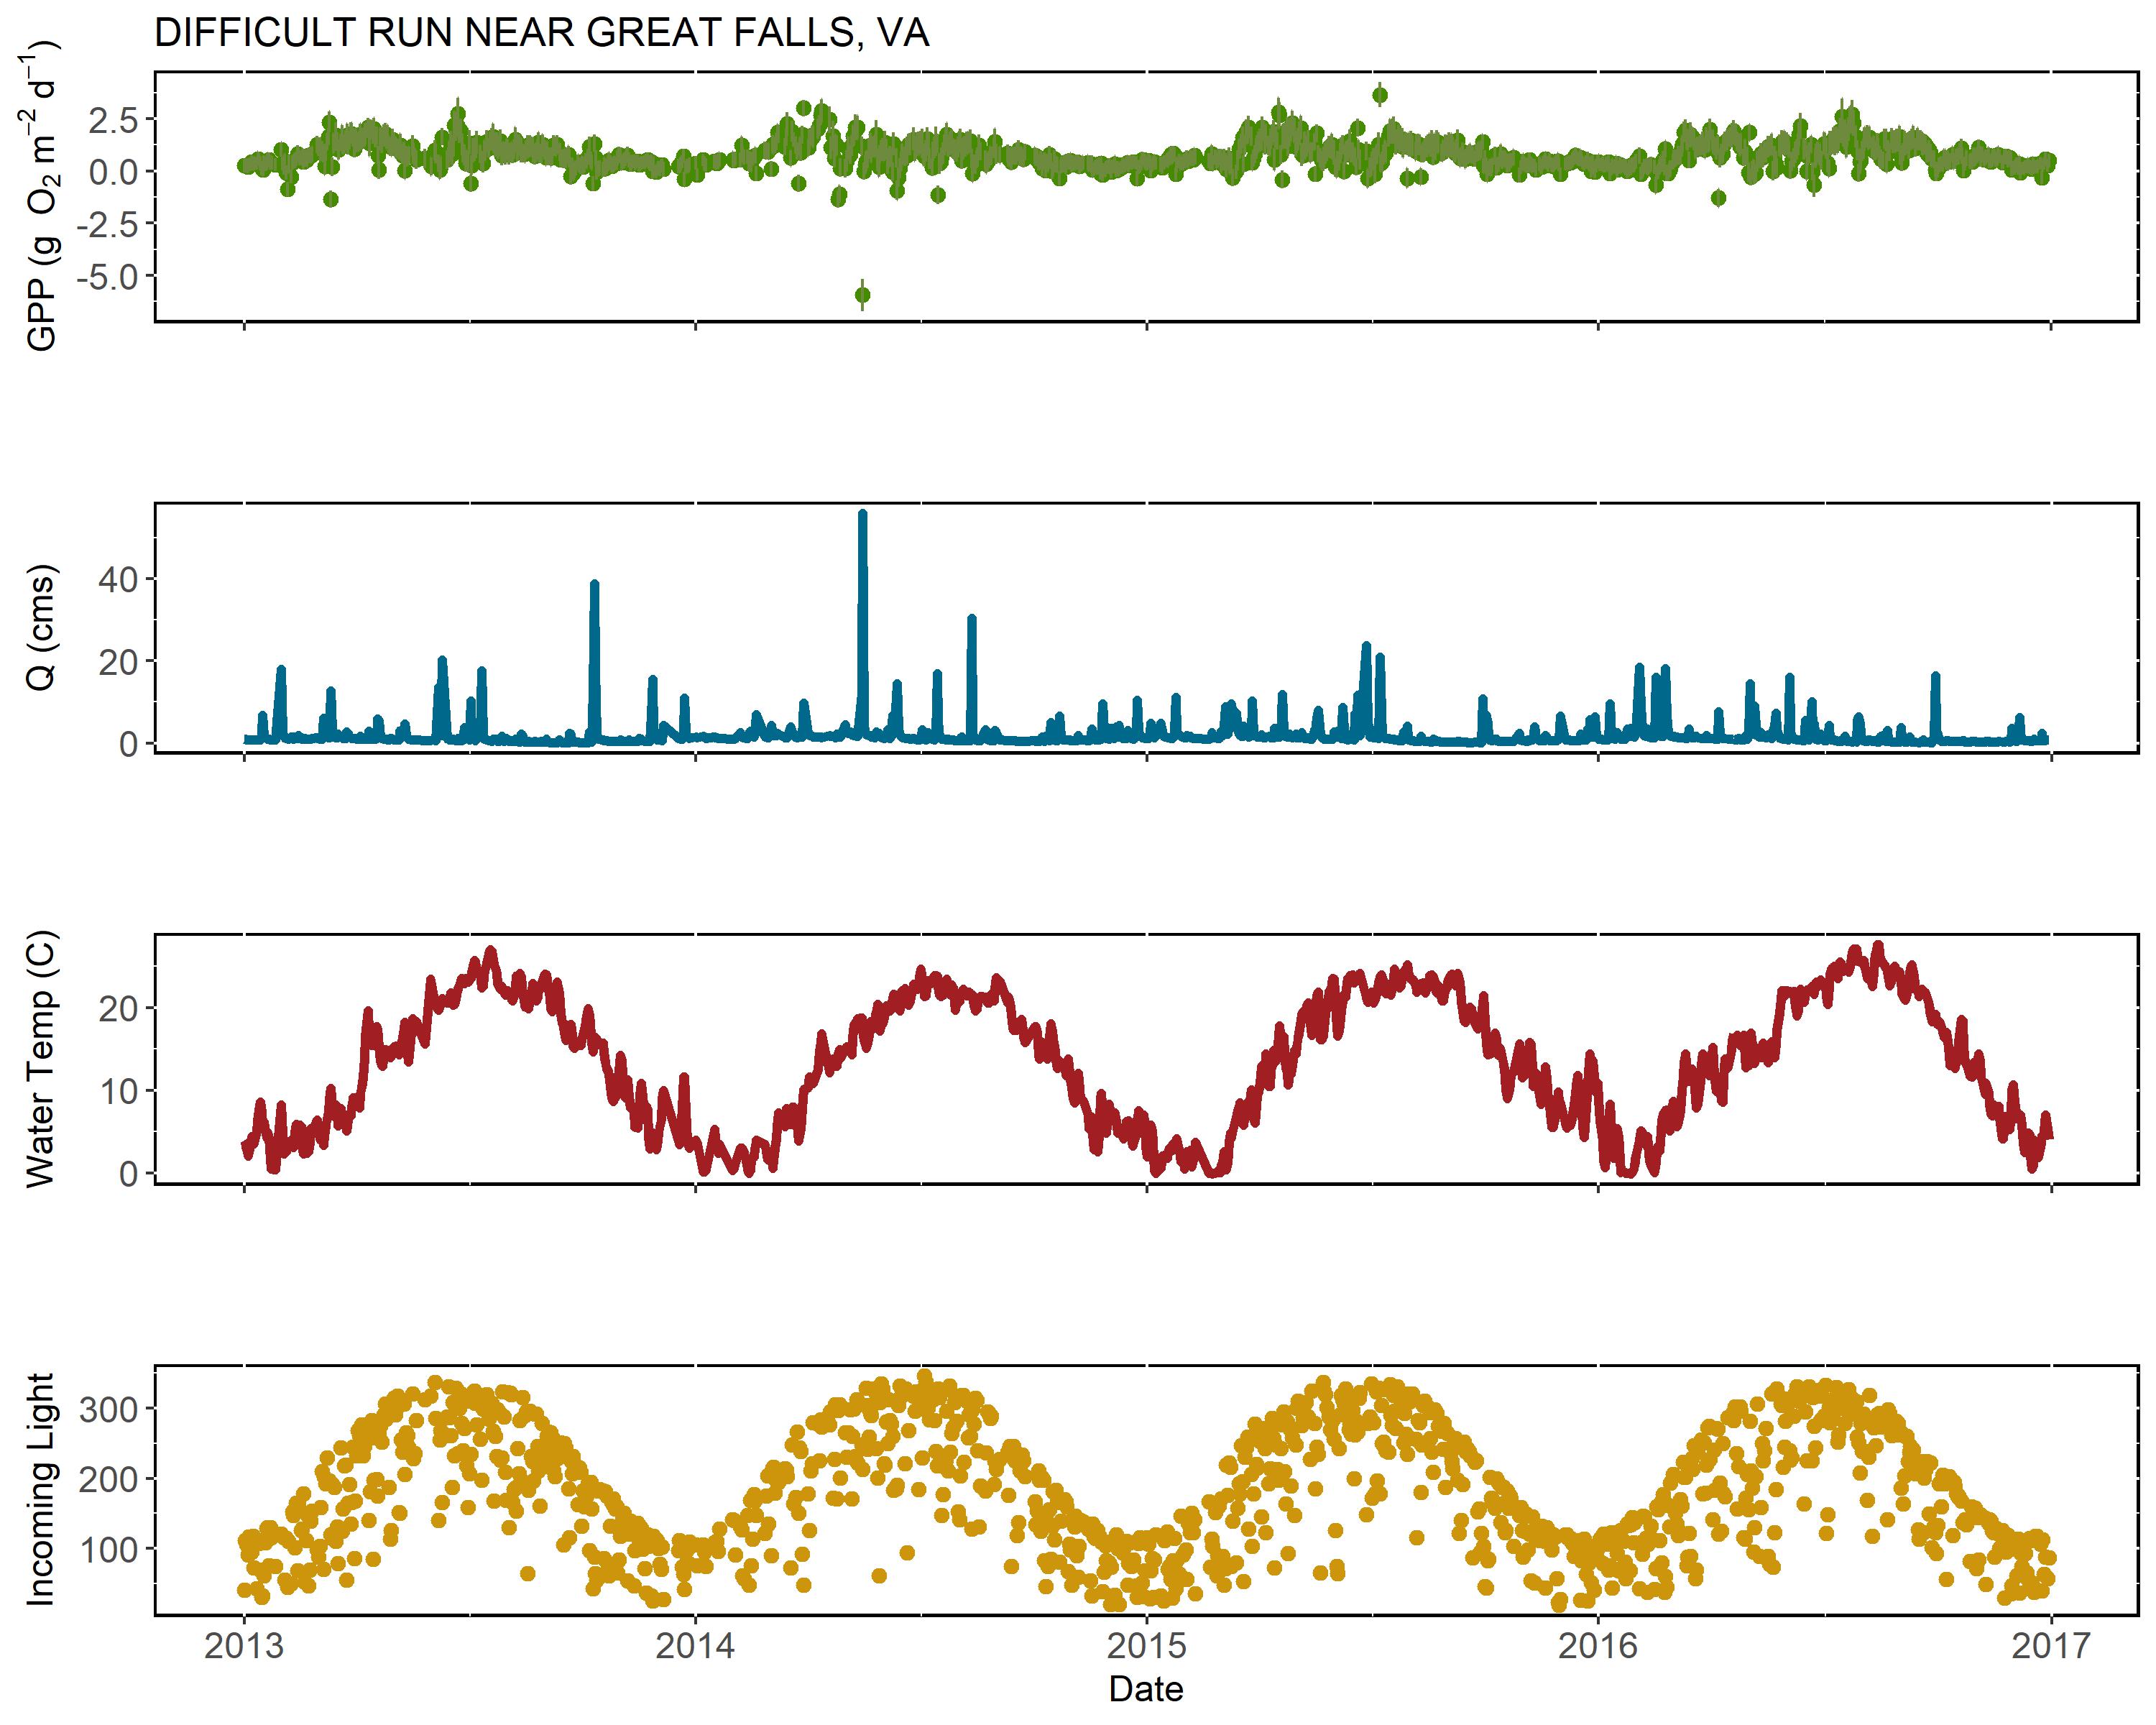 DIFFICULT RUN NEAR GREAT FALLS, VA
GPP (g O₂ m⁻² d⁻¹)
2.5
0.0
-2.5
-5.0
Q (cms)
40
20
0
Water Temp (C)
20
10
0
Incoming Light
300
200
100
2013 2014 2015 2016 2017
Date